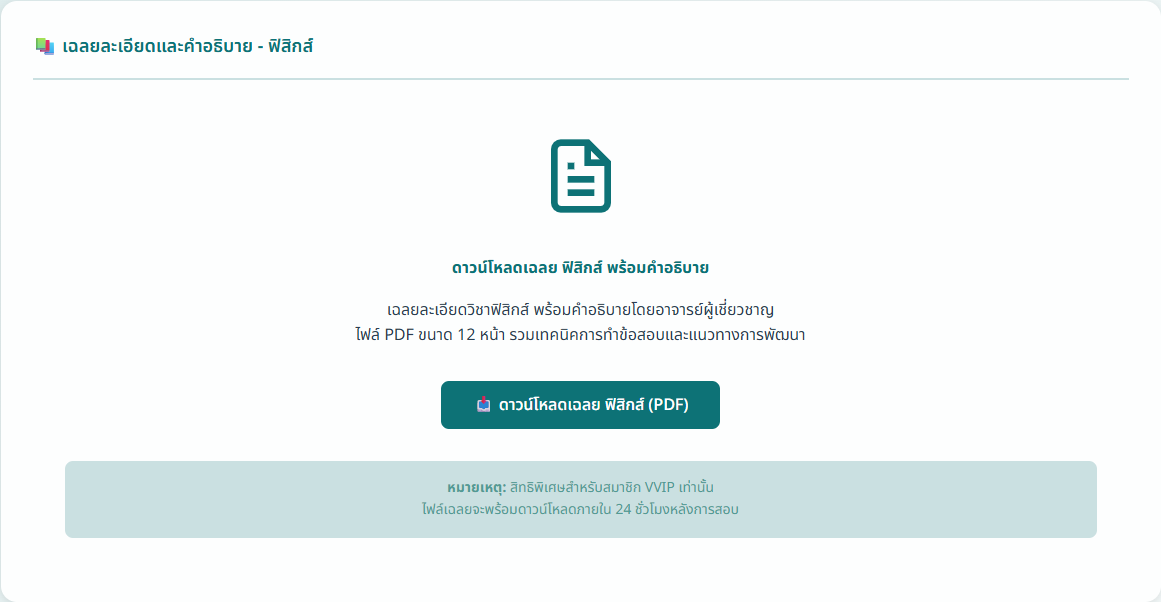 เฉลยละเอียดและคำอธิบาย - ฟิสิกส์
ดาวน์โหลดเฉลย ฟิสิกส์ พร้อมคำอธิบาย
เฉลยละเอียดวิชาฟิสิกส์ พร้อมคำอธิบายโดยอาจารย์ผู้เชี่ยวชาญ
ไฟล์ PDF ขนาด 12 หน้า รวมเทคนิคการทำข้อสอบและแนวทางการพัฒนา
ดาวน์โหลดเฉลย ฟิสิกส์ (PDF)
หมายเหตุ: สิทธิพิเศษสำหรับสมาชิก VVIP เท่านั้น
ไฟล์เฉลยจะพร้อมดาวน์โหลดภายใน 24 ชั่วโมงหลังการสอบ